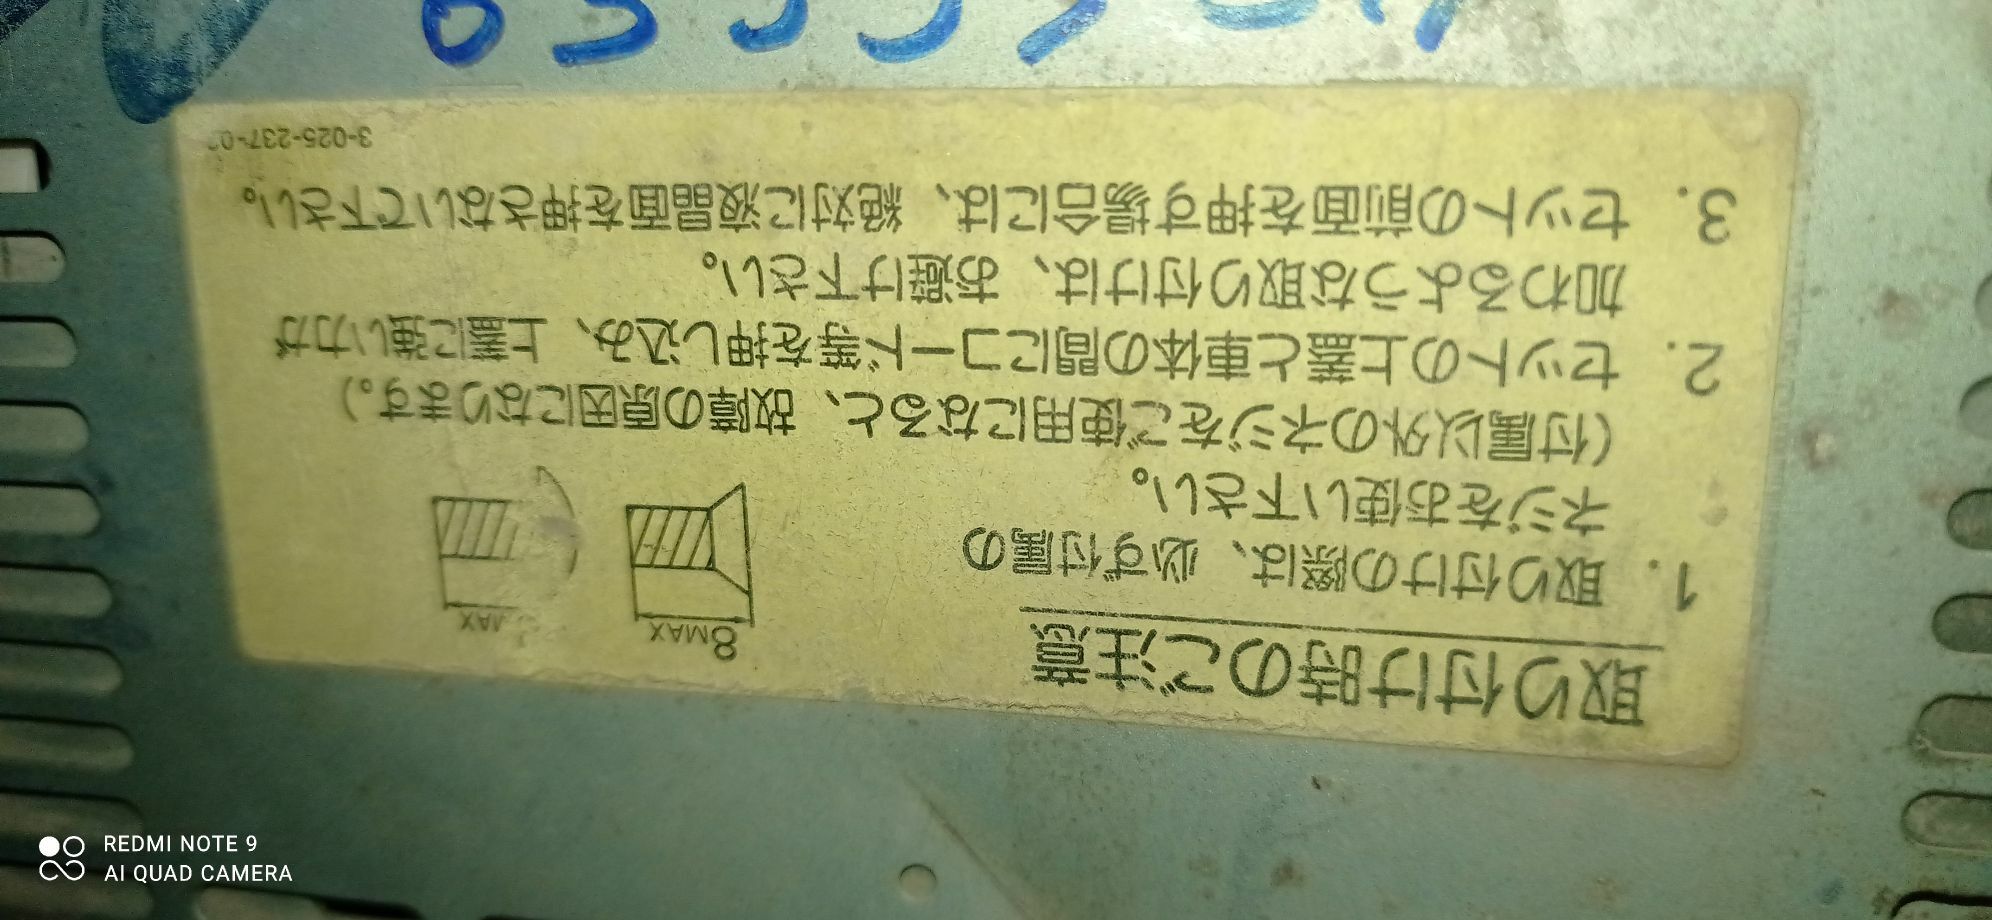 取り付け時のご注意
1. 取り付けの際は、必ず付属の
ネジをお使い下さい。
8MAX
MAX
(付属以外のネジをご使用になると、故障の原因になります。)
2. セットの上蓋と車体の間にコード等を押し込み、上蓋に強い力が
加わるような取り付けは、お避け下さい。
3. セットの前面を押す場合には、絶対に液晶面を押さないで下さい。
3-025-237-0
REDMI NOTE 9
AI QUAD CAMERA